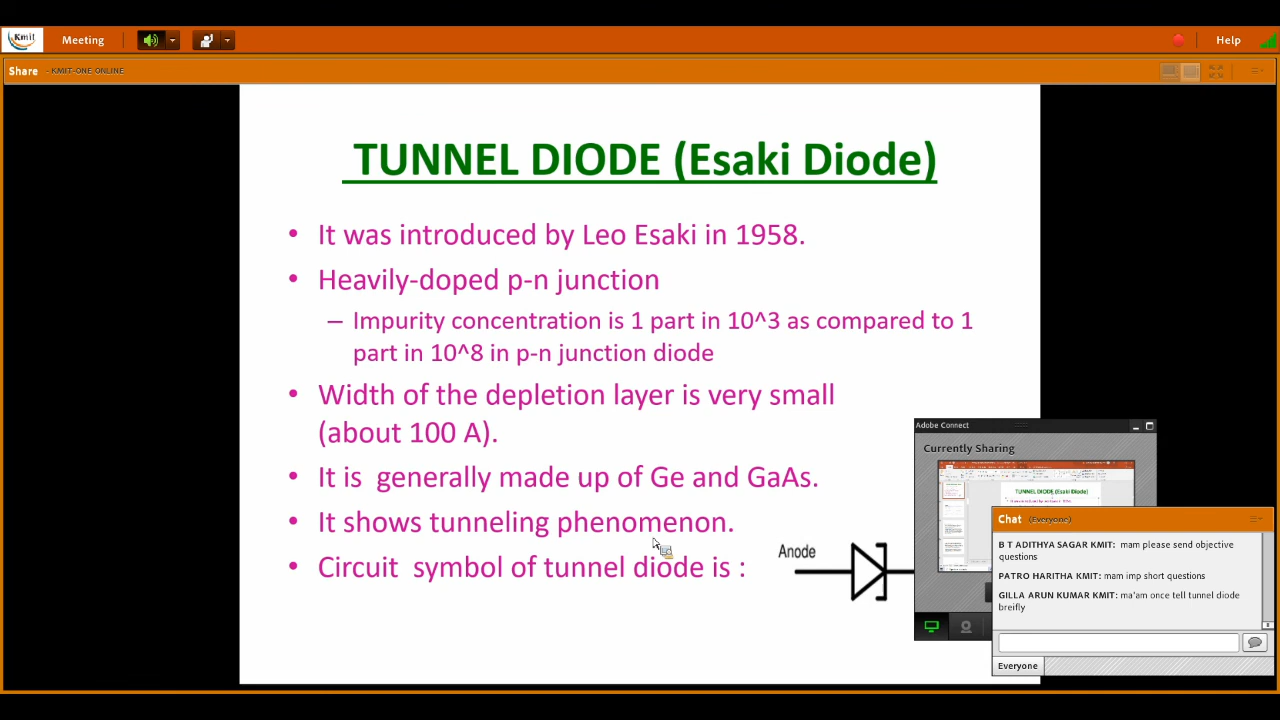 Kmit Meeting Help
Share - KMIT-ONE ONLINE
TUNNEL DIODE (Esaki Diode)
• It was introduced by Leo Esaki in 1958.
• Heavily-doped p-n junction
– Impurity concentration is 1 part in 10^3 as compared to 1
part in 10^8 in p-n junction diode
• Width of the depletion layer is very small
(about 100 A).
• It is generally made up of Ge and GaAs.
• It shows tunneling phenomenon.
• Circuit symbol of tunnel diode is :
Anode
Adobe Connect
Currently Sharing
TUNNEL DIODE (Esaki Diode)
Chat (Everyone)
B T ADITHYA SAGAR KMIT: mam please send objective
questions
PATRO HARITHA KMIT: mam imp short questions
GILLA ARUN KUMAR KMIT: ma'am once tell tunnel diode
breifly
Everyone